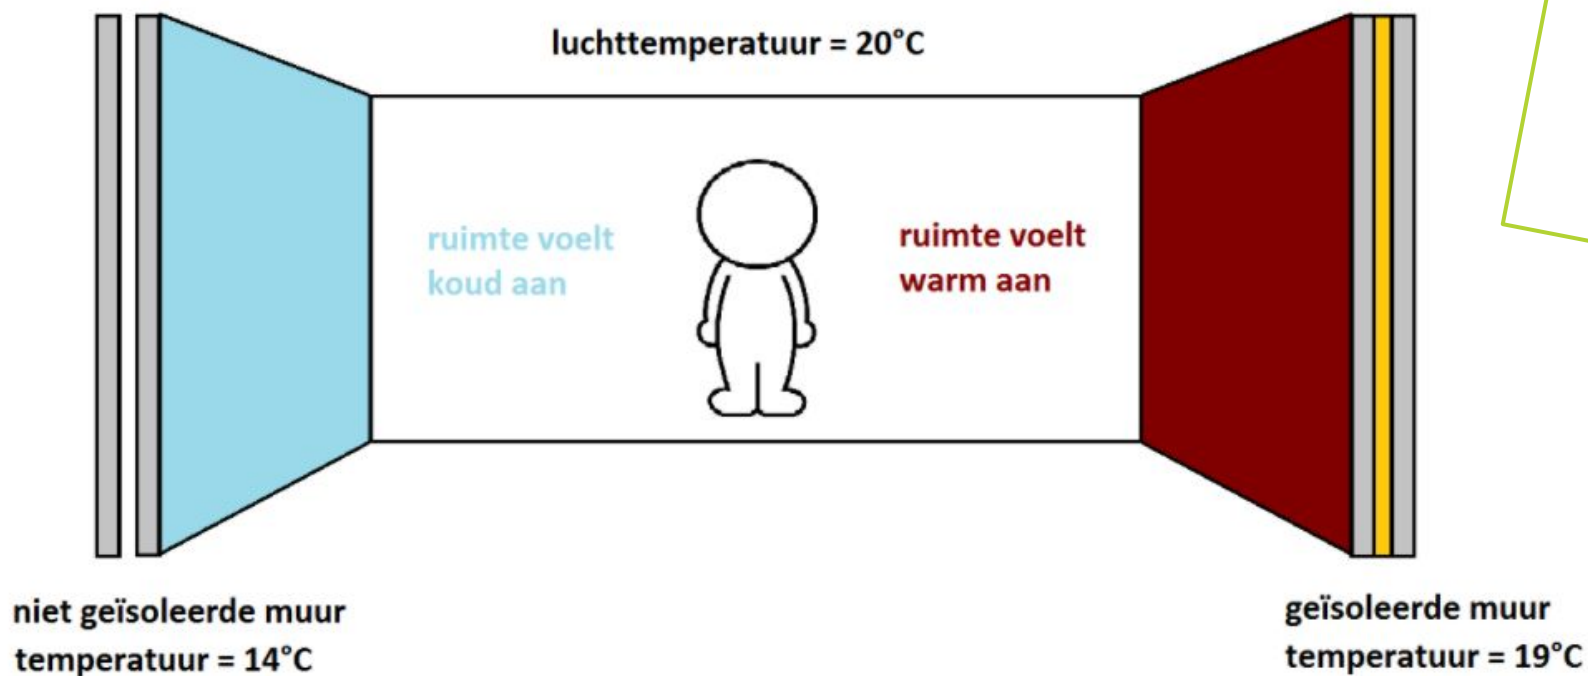 luchttemperatuur = 20°C
ruimte voelt
koud aan
ruimte voelt
warm aan
niet geïsoleerde muur
temperatuur = 14°C
geïsoleerde muur
temperatuur = 19°C